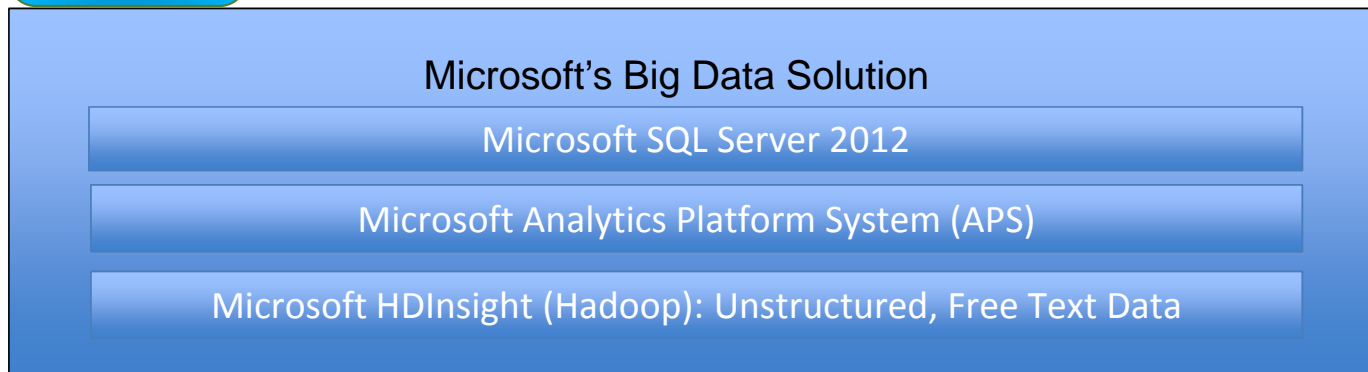 Microsoft’s Big Data Solution
Microsoft SQL Server 2012
Microsoft Analytics Platform System (APS)
Microsoft HDInsight (Hadoop): Unstructured, Free Text Data